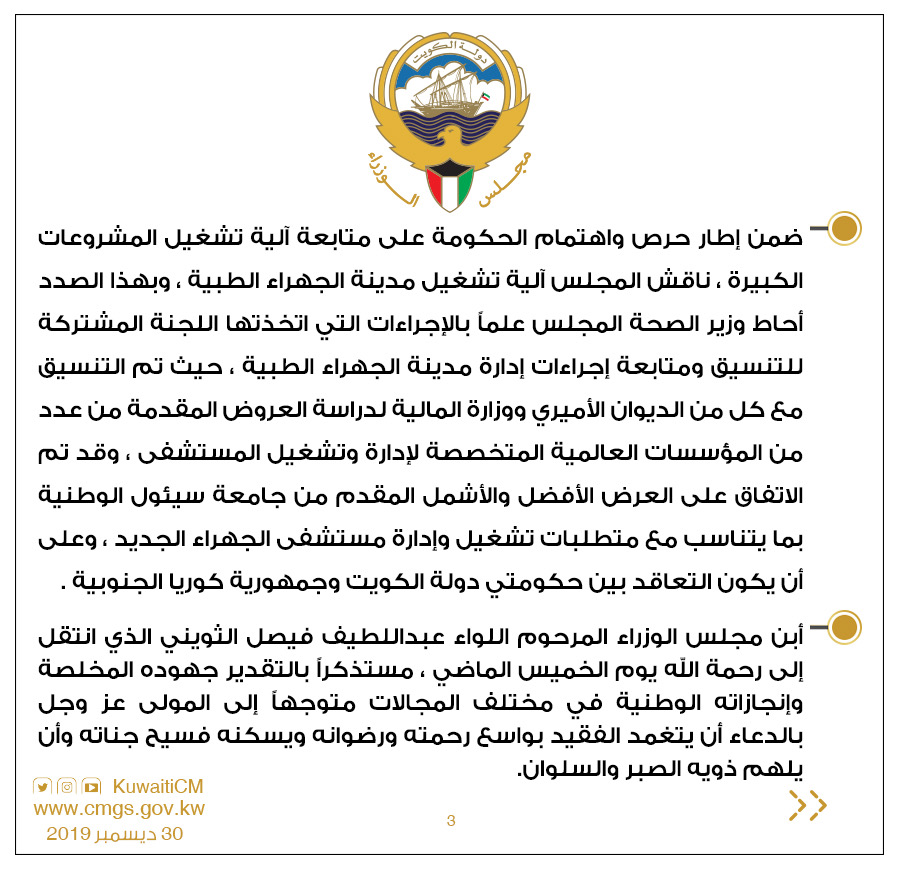 دولة الكويت
مجلس الوزراء
ضمن إطار حرص واهتمام الحكومة على متابعة آلية تشغيل المشروعات
الكبيرة ، ناقش المجلس آلية تشغيل مدينة الجهراء الطبية ، وبهذا الصدد
أحاط وزير الصحة المجلس علماً بالإجراءات التي اتخذتها اللجنة المشتركة
للتنسيق ومتابعة إجراءات إدارة مدينة الجهراء الطبية ، حيث تم التنسيق
مع كل من الديوان الأميري ووزارة المالية لدراسة العروض المقدمة من عدد
من المؤسسات العالمية المتخصصة لإدارة وتشغيل المستشفى ، وقد تم
الاتفاق على العرض الأفضل والأشمل المقدم من جامعة سيئول الوطنية
بما يتناسب مع متطلبات تشغيل وإدارة مستشفى الجهراء الجديد ، وعلى
أن يكون التعاقد بين حكومتي دولة الكويت وجمهورية كوريا الجنوبية .
أبن مجلس الوزراء المرحوم اللواء عبداللطيف فيصل الثويني الذي انتقل
إلى رحمة الله يوم الخميس الماضي ، مستذكراً بالتقدير جهوده المخلصة
وإنجازاته الوطنية في مختلف المجالات متوجهاً إلى المولى عز وجل
بالدعاء أن يتغمد الفقيد بواسع رحمته ورضوانه ويسكنه فسيح جناته وأن
يلهم ذويه الصبر والسلوان.
KuwaitiCM
www.cmgs.gov.kw
30 ديسمبر 2019
3